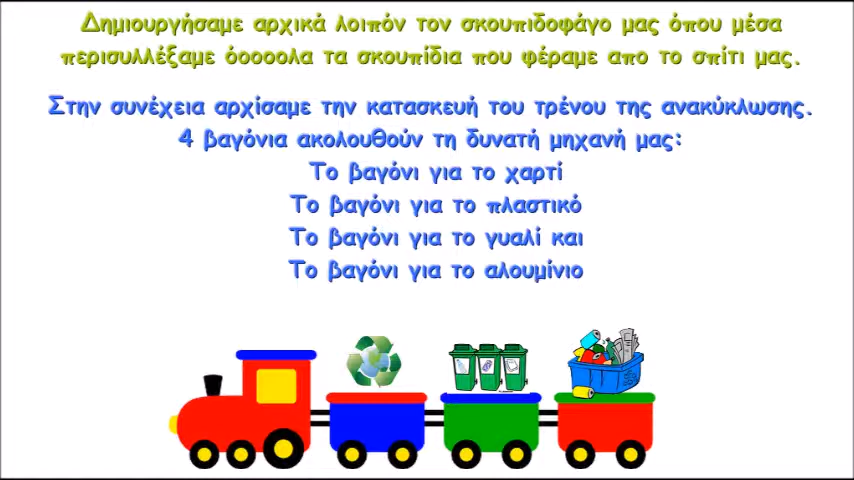 Δημιουργήσαμε αρχικά λοιπόν τον σκουπιδοφάγο μας όπου μέσα
περισυλλέξαμε όοοοολα τα σκουπίδια που φέραμε απο το σπίτι μας.
Στην συνέχεια αρχίσαμε την κατασκευή του τρένου της ανακύκλωσης.
4 βαγόνια ακολουθούν τη δυνατή μηχανή μας:
Το βαγόνι για το χαρτί
Το βαγόνι για το πλαστικό
Το βαγόνι για το γυαλί και
Το βαγόνι για το αλουμίνιο